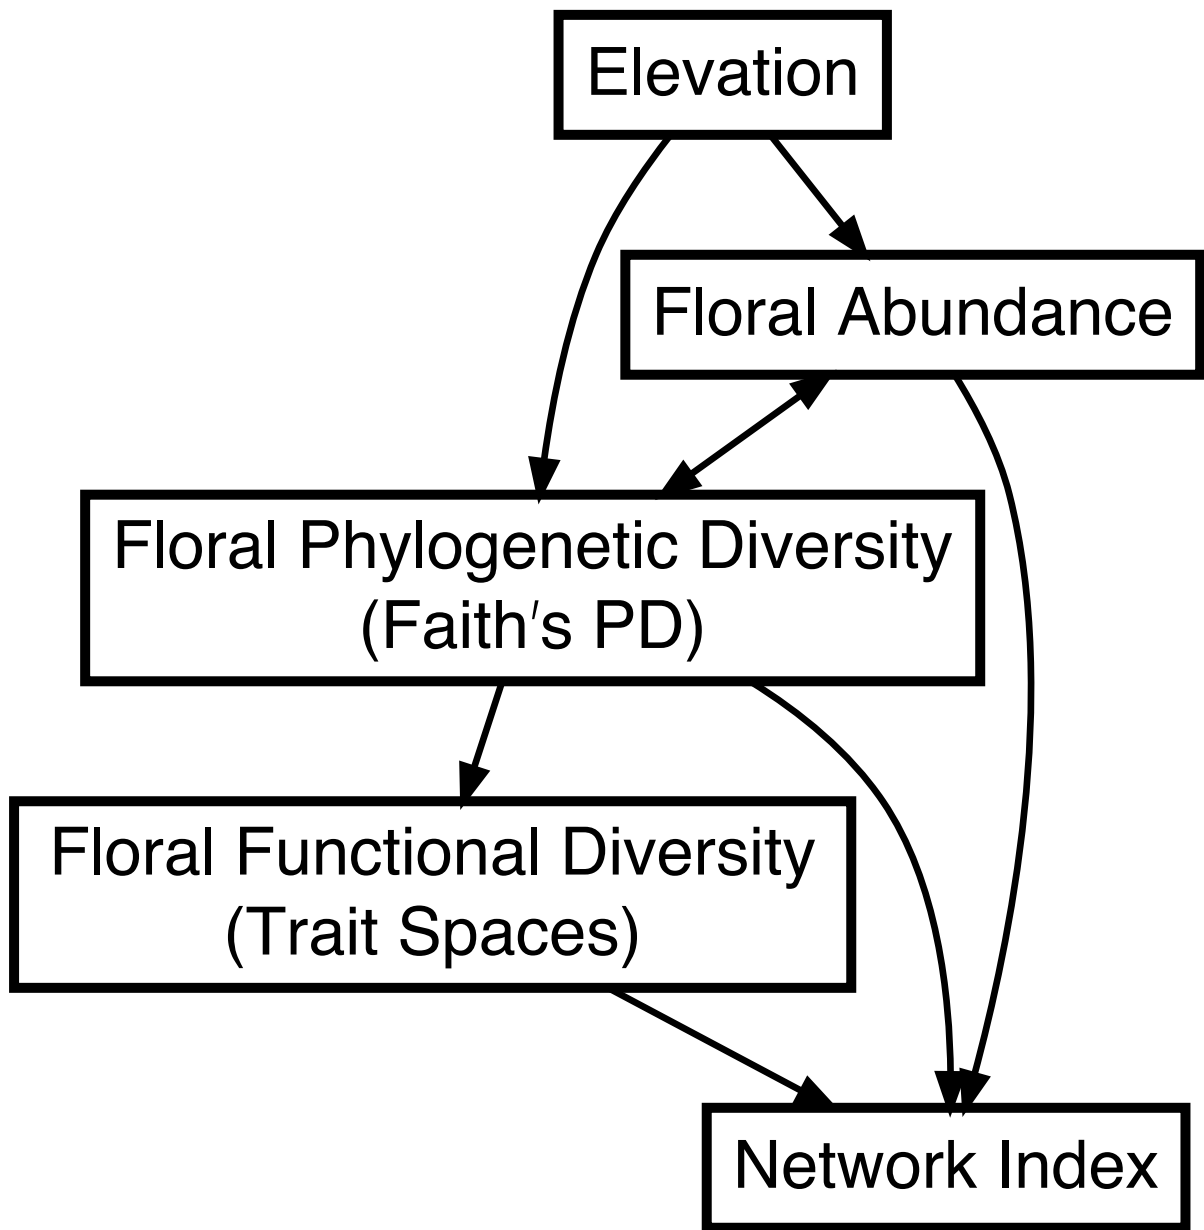 Elevation
Floral Abundance
Floral Phylogenetic Diversity
(Faith's PD)
Floral Functional Diversity
(Trait Spaces)
Network Index